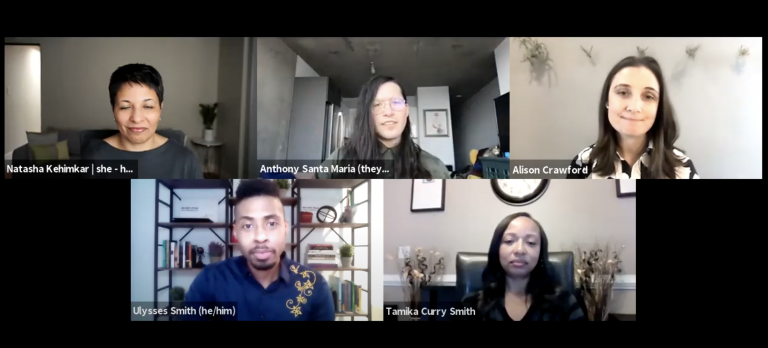 Natasha Kehimkar | she - h...
Anthony Santa Maria (they...
Alison Crawford
Ulysses Smith (he/him)
Tamika Curry Smith